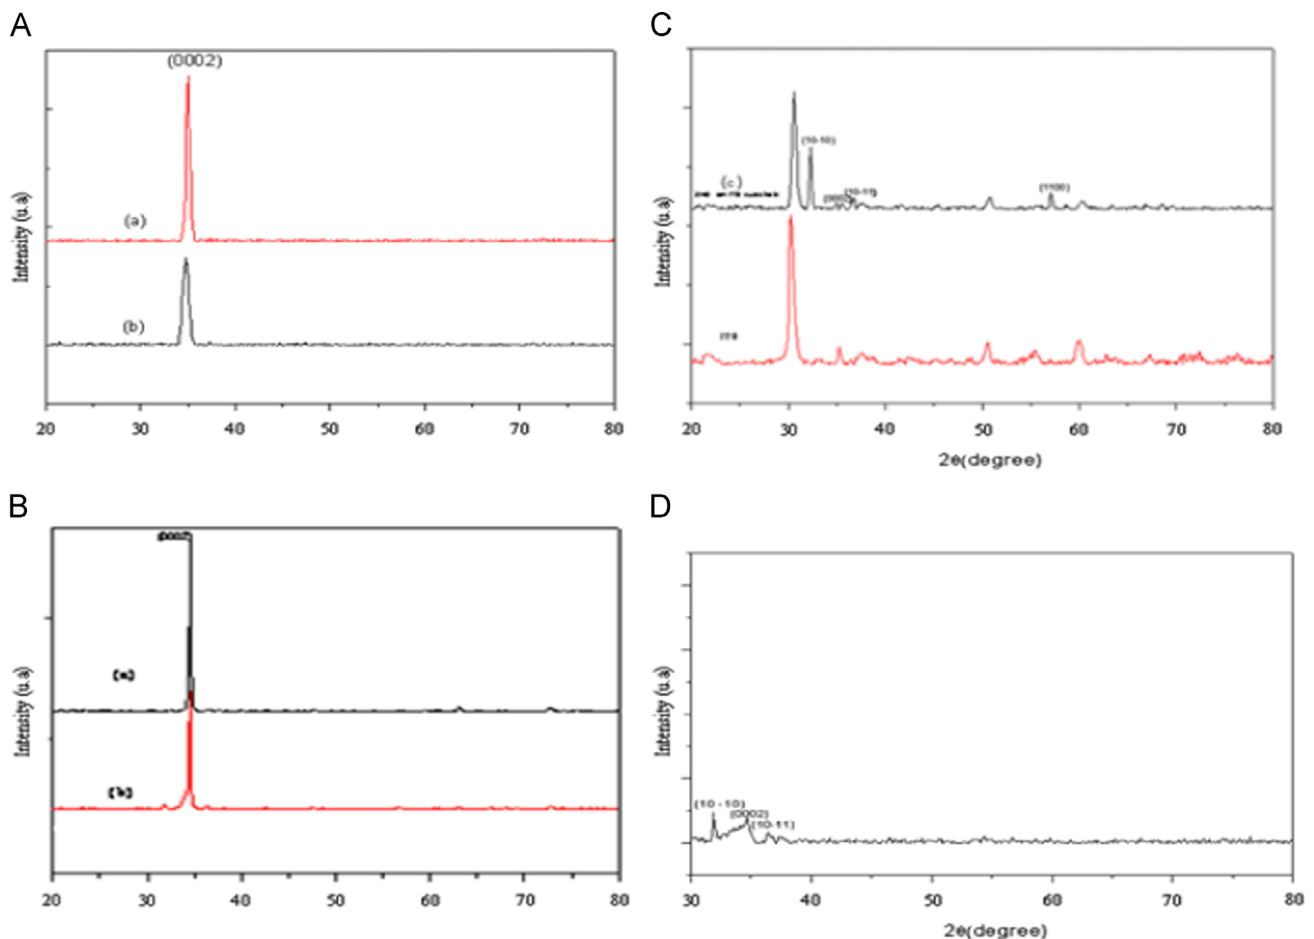 A
(0002)
(a)
(b)
Intensity (u.a)
20 30 40 50 60 70 80
C
(10-10)
(c)
(10-11)
(1100)
Intensity (u.a)
20 30 40 50 60 70 80
2θ(degree)
B
(a)
(b)
Intensity (u.a)
20 30 40 50 60 70 80
D
(10-10)
(0002)
(10-11)
Intensity (u.a)
30 40 50 60 70 80
2θ(degree)